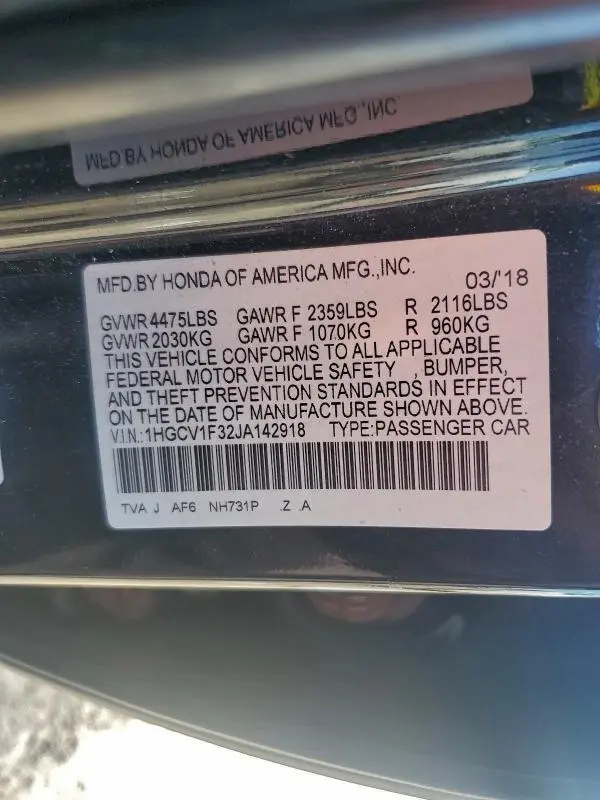 MFD.BY HONDA OF AMERICA MFG.,INC.
MFD.BY HONDA OF AMERICA MFG.,INC. 03/'18
GVWR 4475LBS GAWR F 2359LBS R 2116LBS
GVWR 2030KG GAWR F 1070KG R 960KG
THIS VEHICLE CONFORMS TO ALL APPLICABLE
FEDERAL MOTOR VEHICLE SAFETY , BUMPER,
AND THEFT PREVENTION STANDARDS IN EFFECT
ON THE DATE OF MANUFACTURE SHOWN ABOVE.
V.I.N.:1HGCV1F32JA142918 TYPE:PASSENGER CAR
TVA J AF6 NH731P .Z .A